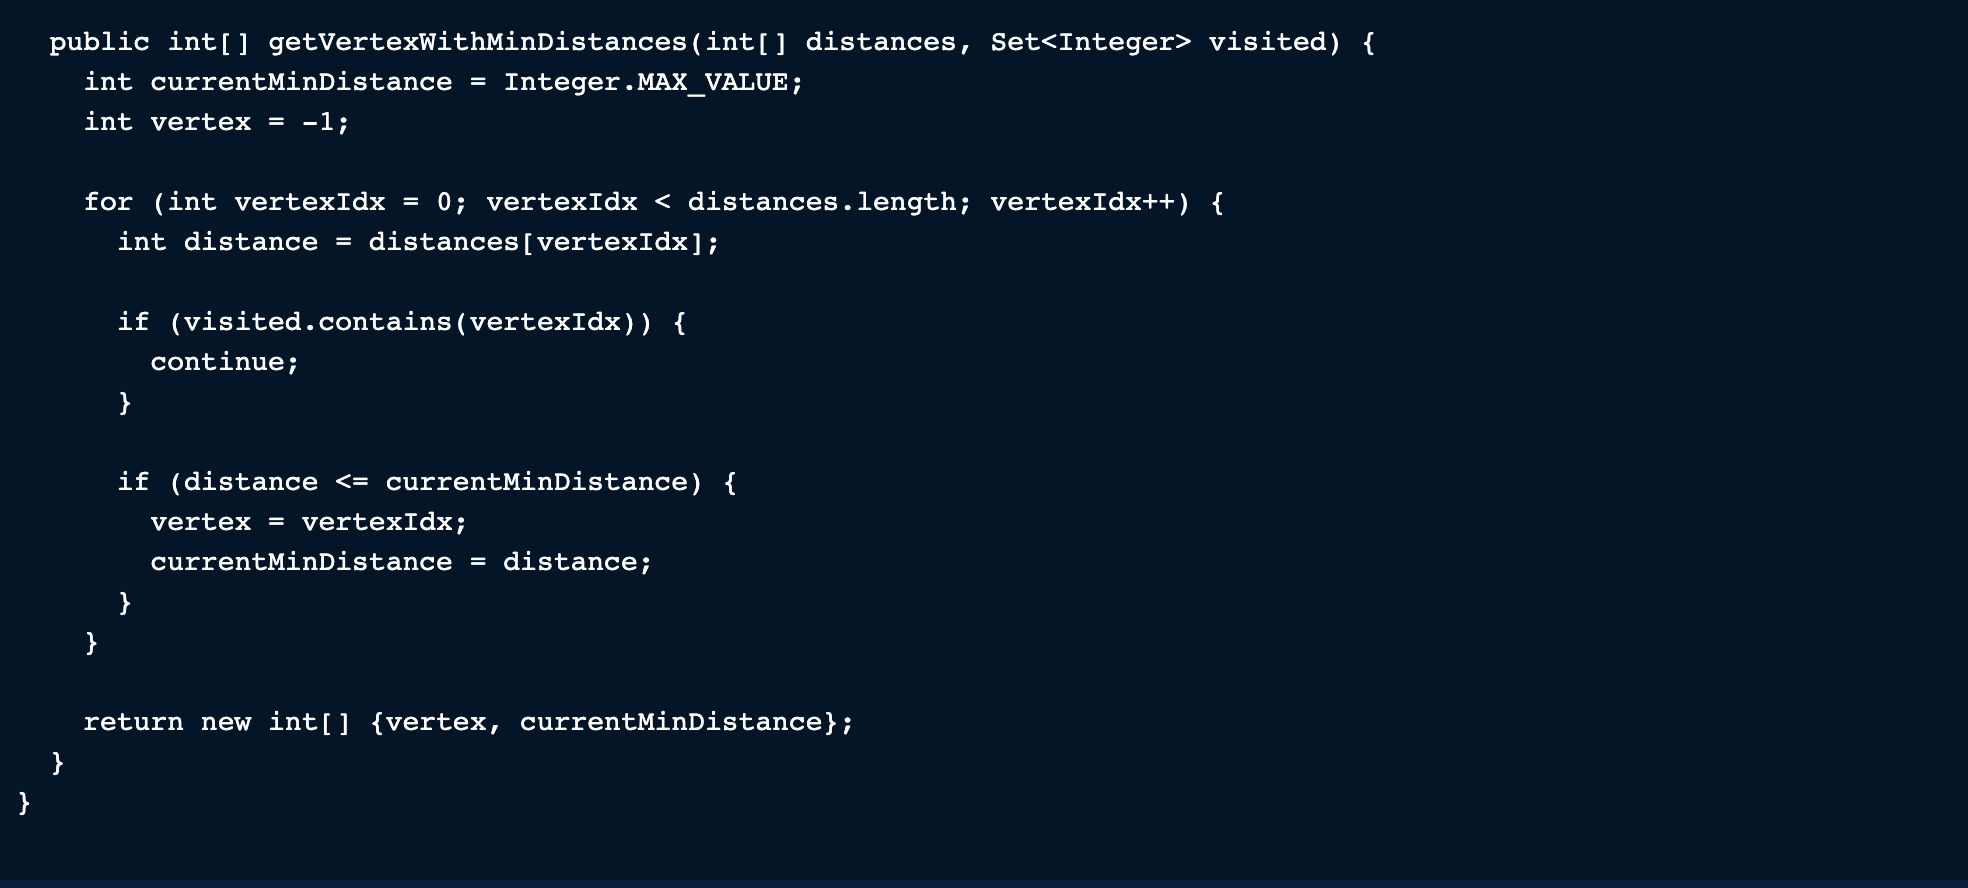 public int[] getVertexWithMinDistances(int[] distances, Set<Integer> visited) {
int currentMinDistance = Integer.MAX_VALUE;
int vertex = -1;
for (int vertexIdx = 0; vertexIdx < distances.length; vertexIdx++) {
int distance = distances[vertexIdx];
if (visited.contains(vertexIdx)) {
continue;
}
if (distance <= currentMinDistance) {
vertex = vertexIdx;
currentMinDistance = distance;
}
}
return new int[] {vertex, currentMinDistance};
}
}